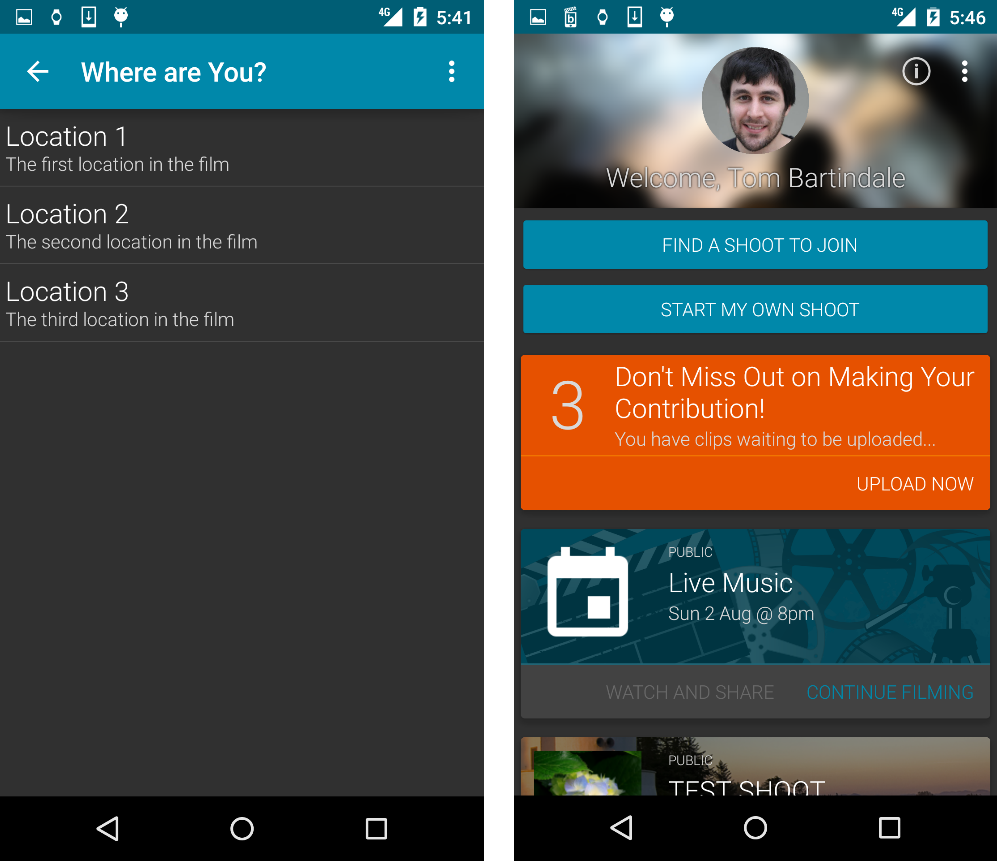 4G 5:41
Where are You?
Location 1
The first location in the film
Location 2
The second location in the film
Location 3
The third location in the film
4G 5:46
Welcome, Tom Bartindale
FIND A SHOOT TO JOIN
START MY OWN SHOOT
3
Don't Miss Out on Making Your
Contribution!
You have clips waiting to be uploaded...
UPLOAD NOW
PUBLIC
Live Music
Sun 2 Aug @ 8pm
WATCH AND SHARE CONTINUE FILMING
PUBLIC
TEST SHOOT